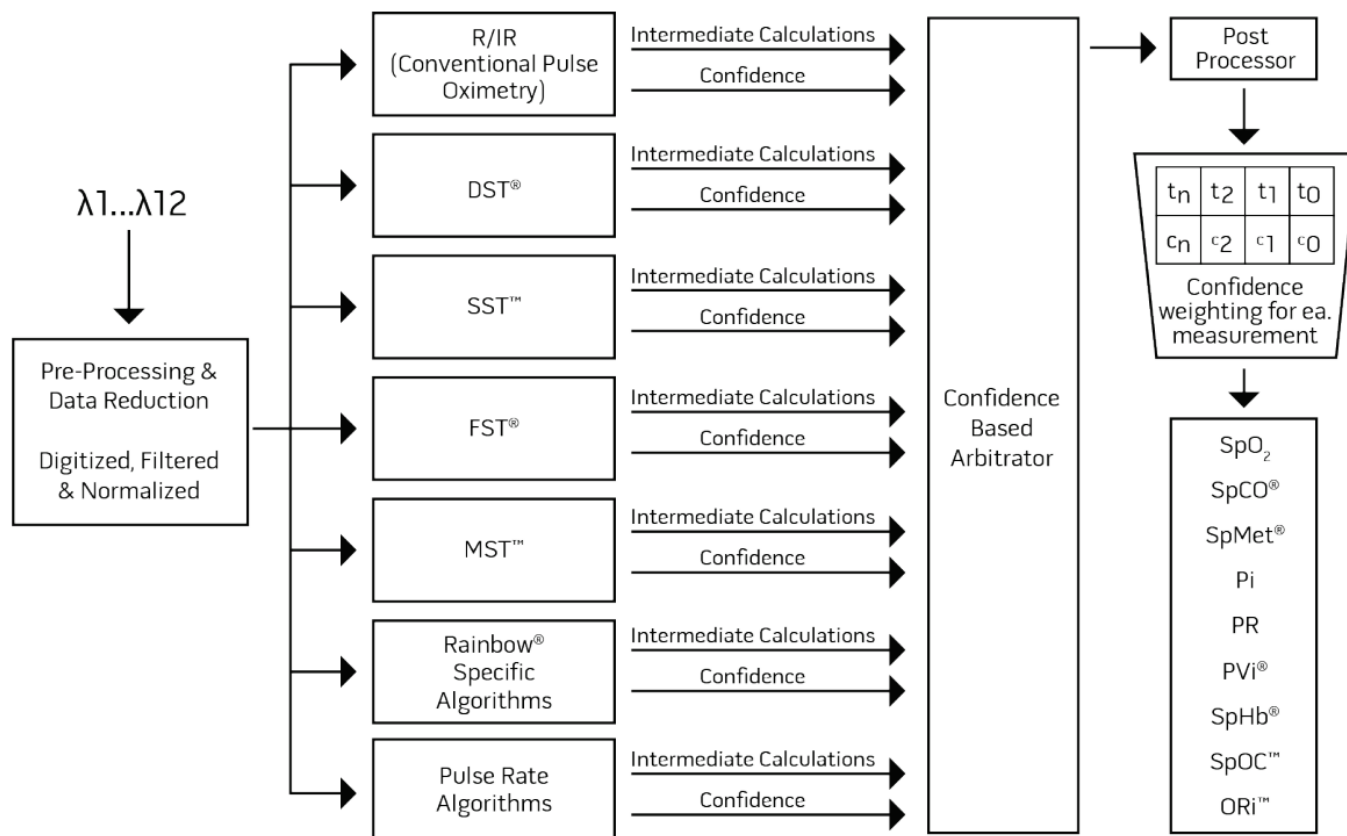 λ1...λ12
Pre-Processing &
Data Reduction
Digitized, Filtered
& Normalized
R/IR
(Conventional Pulse
Oximetry)
Intermediate Calculations
Confidence
DST®
Intermediate Calculations
Confidence
SST™
Intermediate Calculations
Confidence
FST®
Intermediate Calculations
Confidence
MST™
Intermediate Calculations
Confidence
Rainbow®
Specific
Algorithms
Intermediate Calculations
Confidence
Pulse Rate
Algorithms
Intermediate Calculations
Confidence
Confidence
Based
Arbitrator
Post
Processor
tn t2 t1 t0
cn c2 c1 c0
Confidence
weighting for ea.
measurement
SpO₂
SpCO®
SpMet®
Pi
PR
PVi®
SpHb®
SpOC™
ORi™